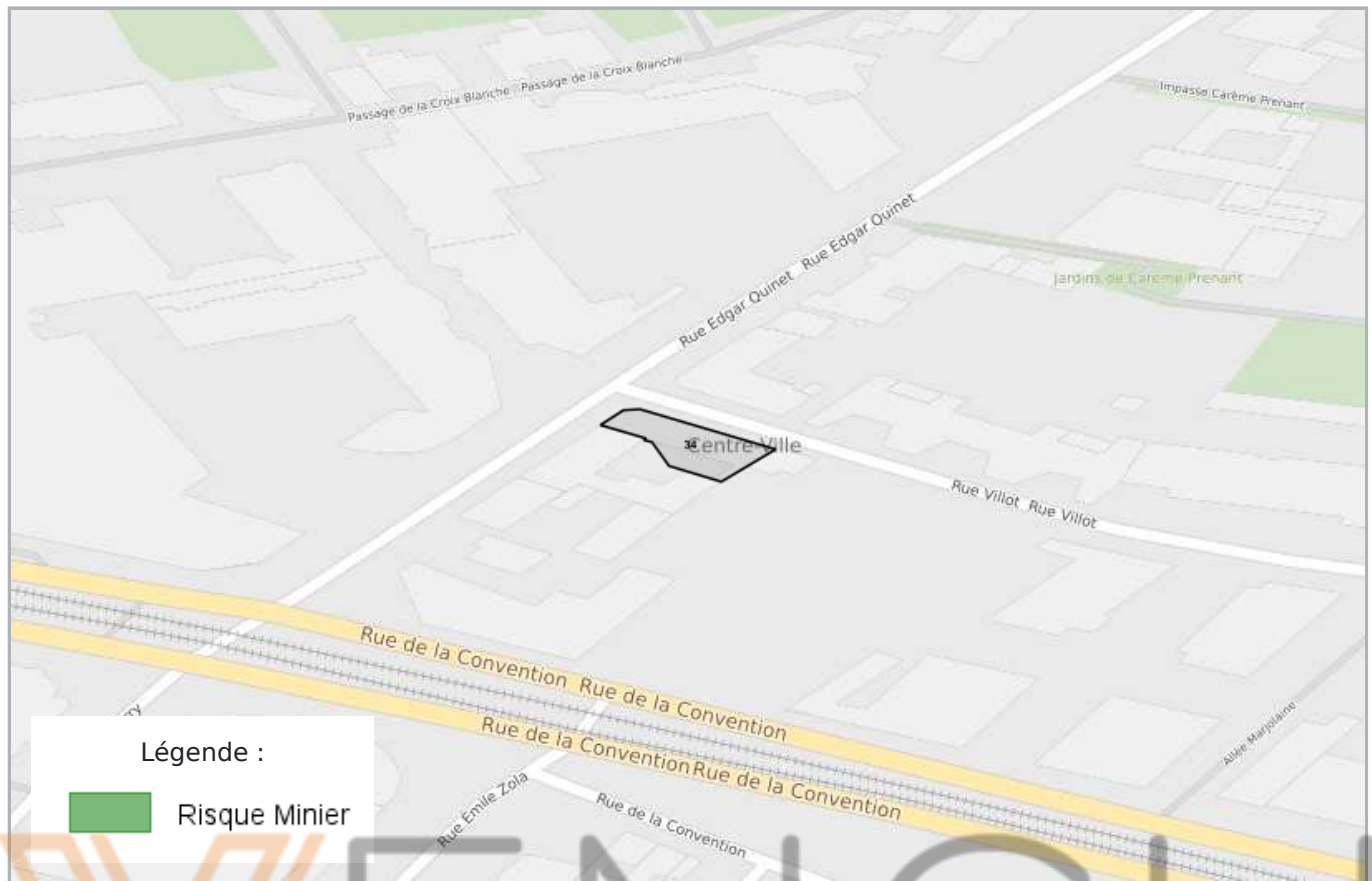 Passage de la Croix Blanche Passage de la Croix Blanche
Impasse Carème Prenant
Rue Edgar Quinet Rue Edgar Quinet
Jardins de Carème-Prenant
34
Centre-Ville
Rue Villot Rue Villot
Rue de la Convention Rue de la Convention
Rue de la Convention Rue de la Convention
Allée Marjolaine
Rue Emile Zola
Rue de la Convention
Légende :
Risque Minier